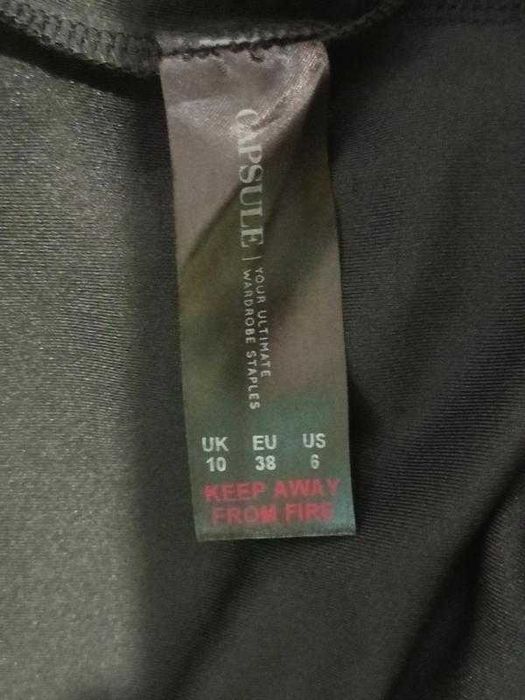 CAPSULE | YOUR ULTIMATE
WARDROBE STAPLES
UK EU US
10 38 6
KEEP AWAY
FROM FIRE